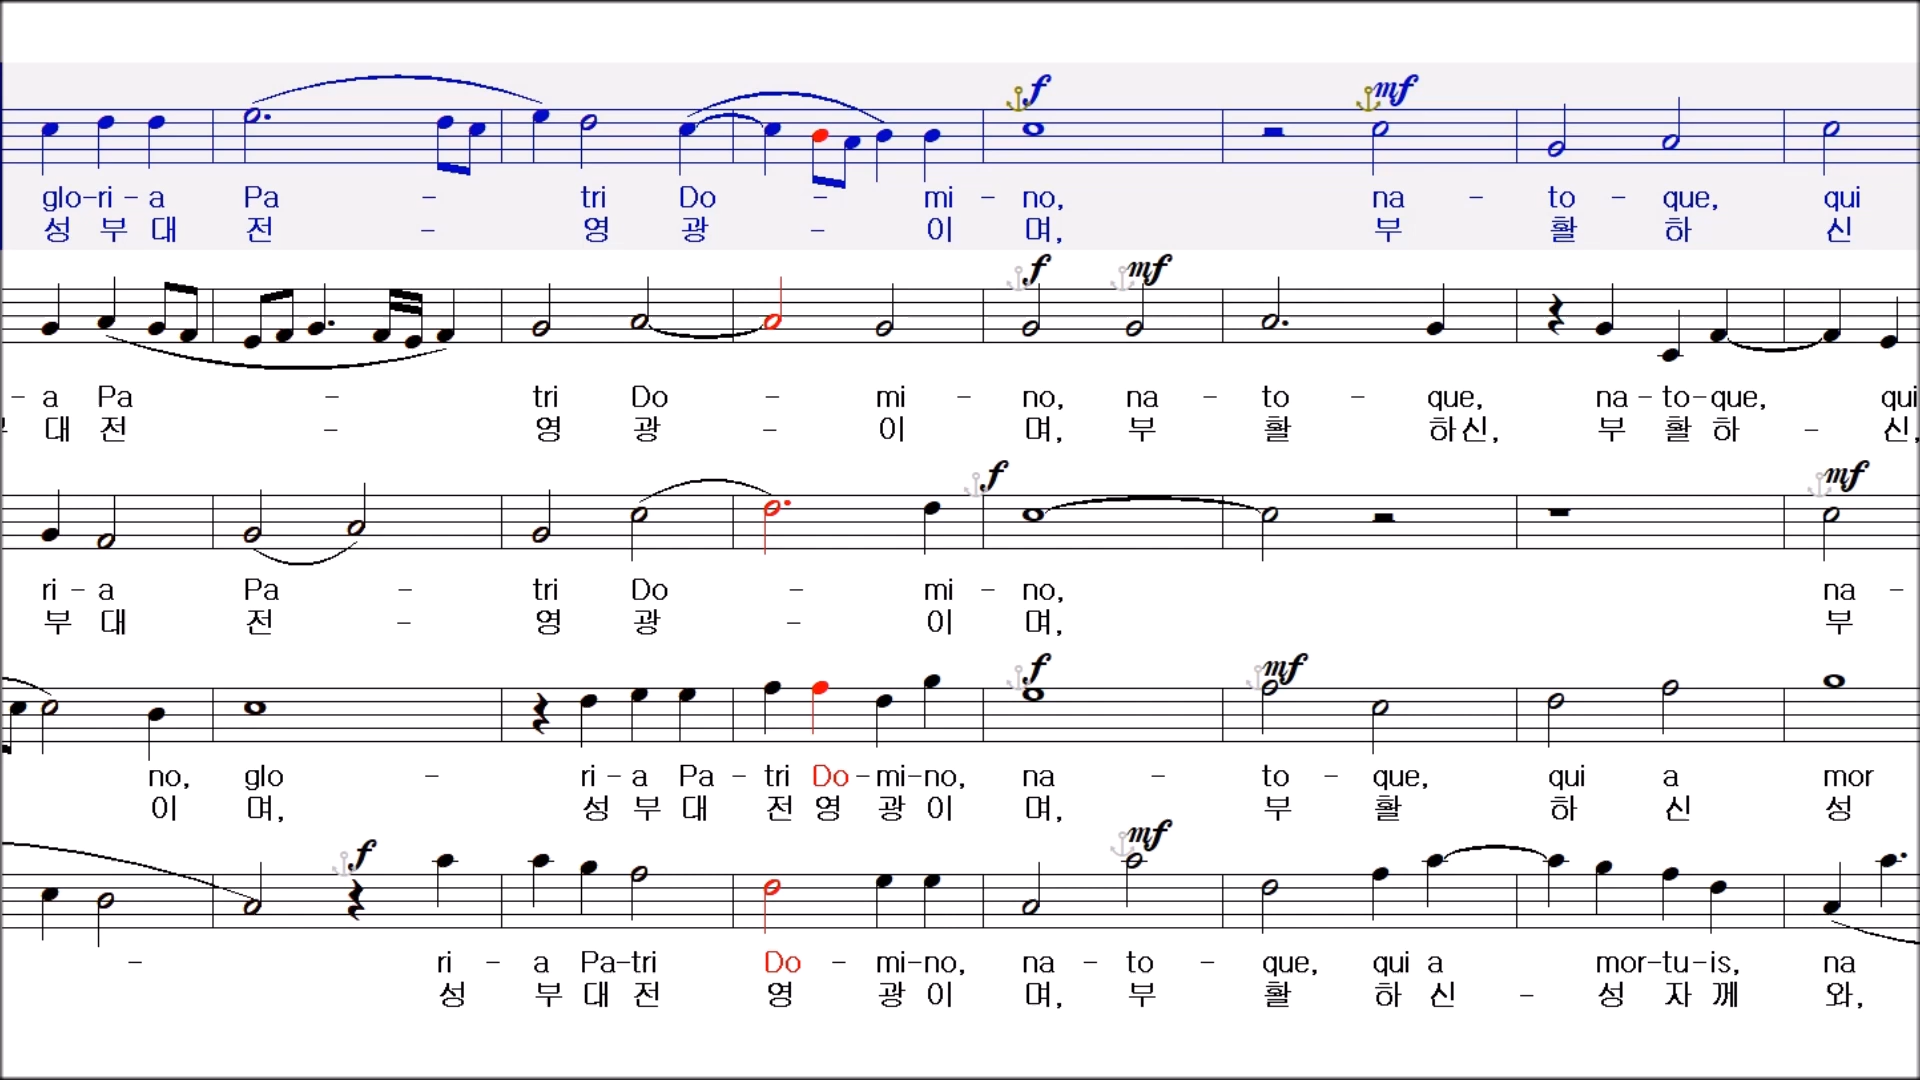 f mf
glo-ri - a Pa - tri Do - mi - no, na - to - que, qui
성 부 대 전 - 영 광 - 이 며, 부 활 하 신
f mf
- a Pa - tri Do - mi - no, na - to - que, na - to-que, qui
대 전 - 영 광 - 이 며, 부 활 하신, 부 활 하 - 신,
f mf
ri - a Pa - tri Do - mi - no, na -
부 대 전 - 영 광 - 이 며, 부
f mf
no, glo - ri - a Pa - tri Do-mi-no, na - to - que, qui a mor
이 며, 성 부 대 전 영 광 이 며, 부 활 하 신 성
f mf
- ri - a Pa-tri Do - mi-no, na - to - que, qui a mor-tu-is, na
성 부 대 전 영 광 이 며, 부 활 하 신 - 성 자 께 와,